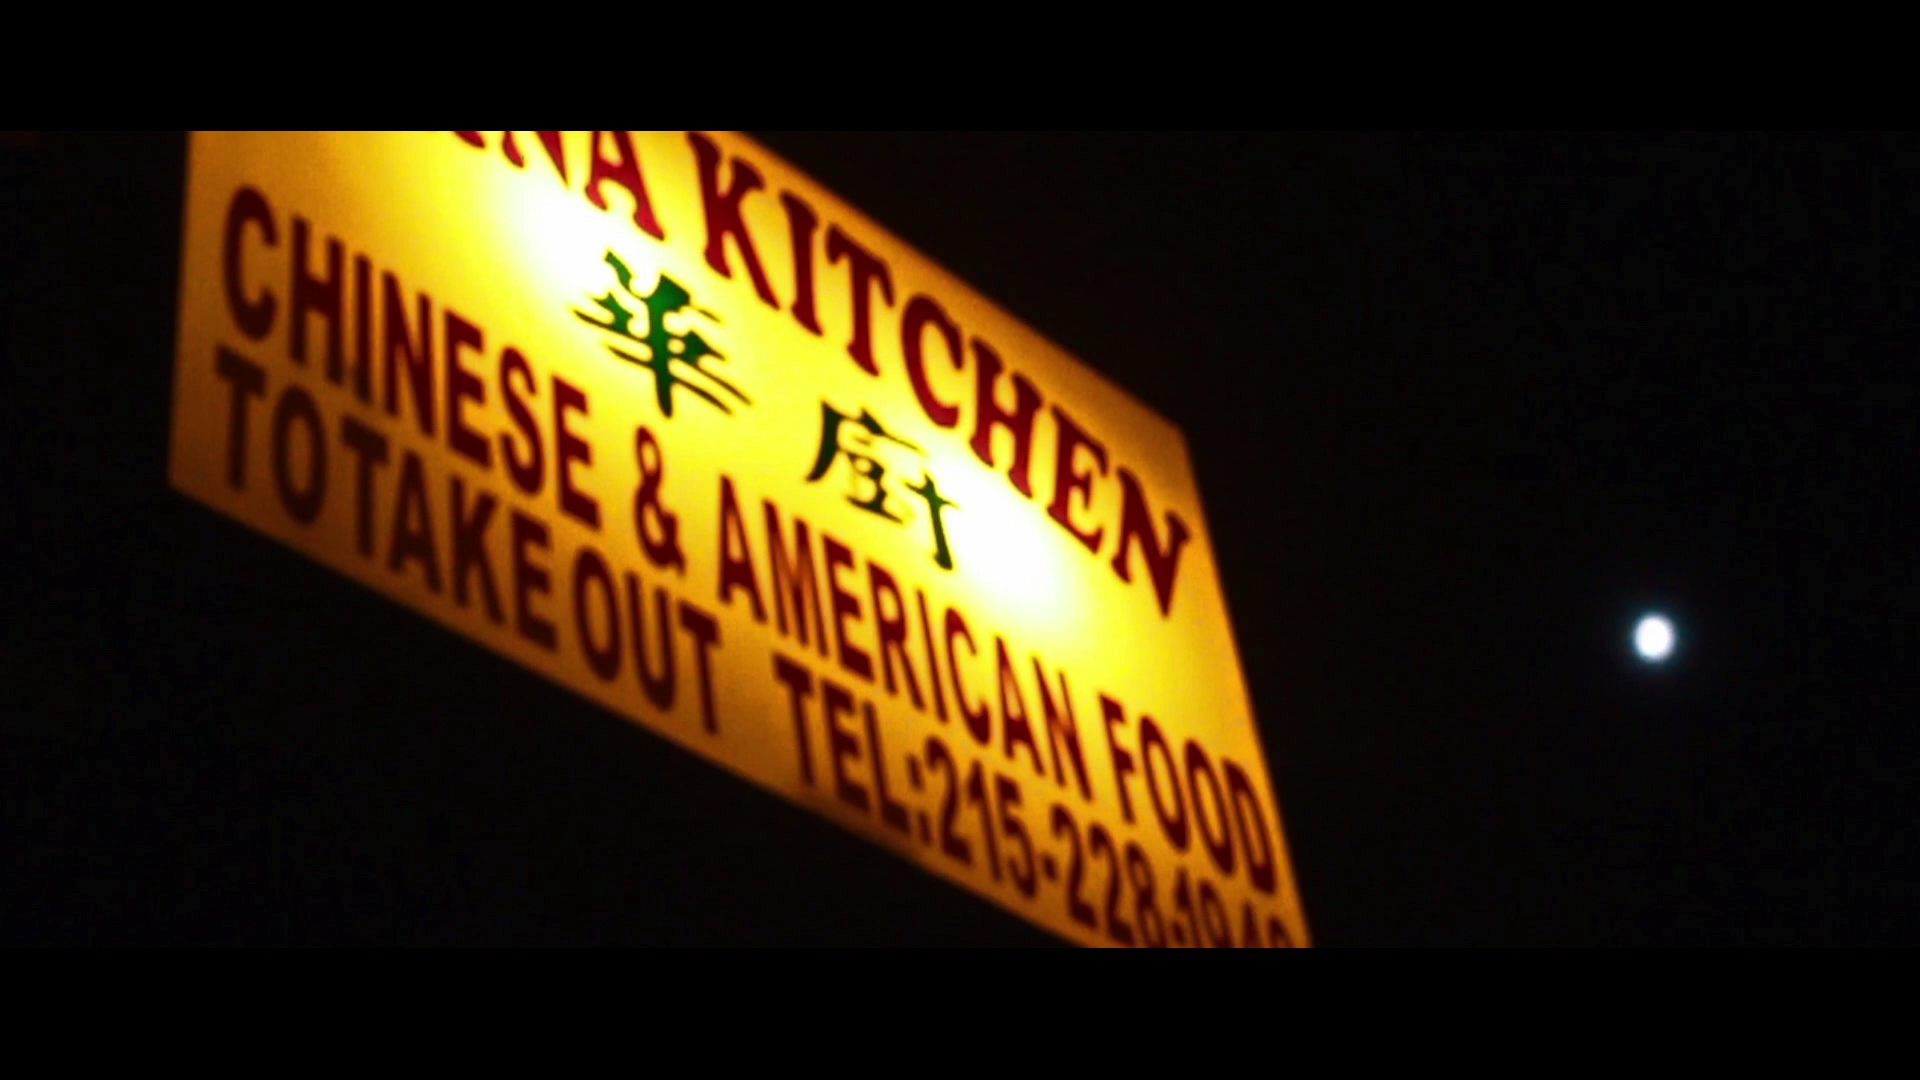 KITCHEN
華廚
CHINESE & AMERICAN FOOD
TO TAKE OUT TEL:215-228-